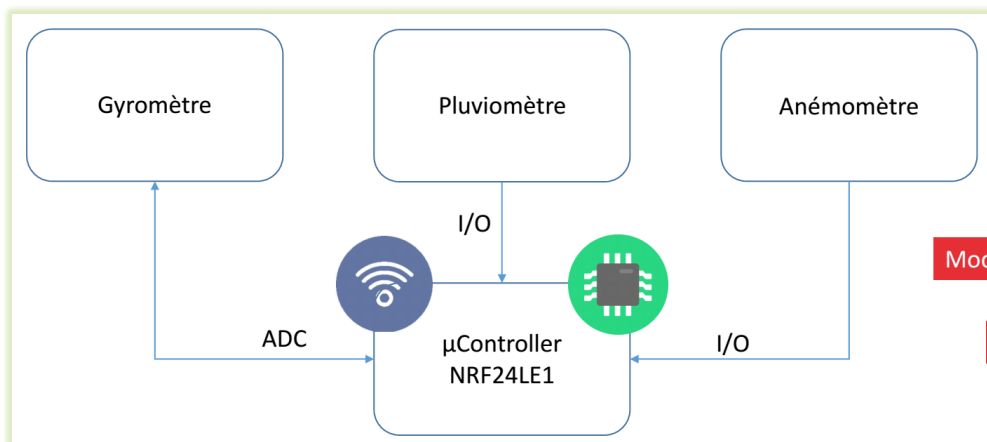 Gyromètre
Pluviomètre
Anémomètre
I/O
ADC
µController
NRF24LE1
I/O